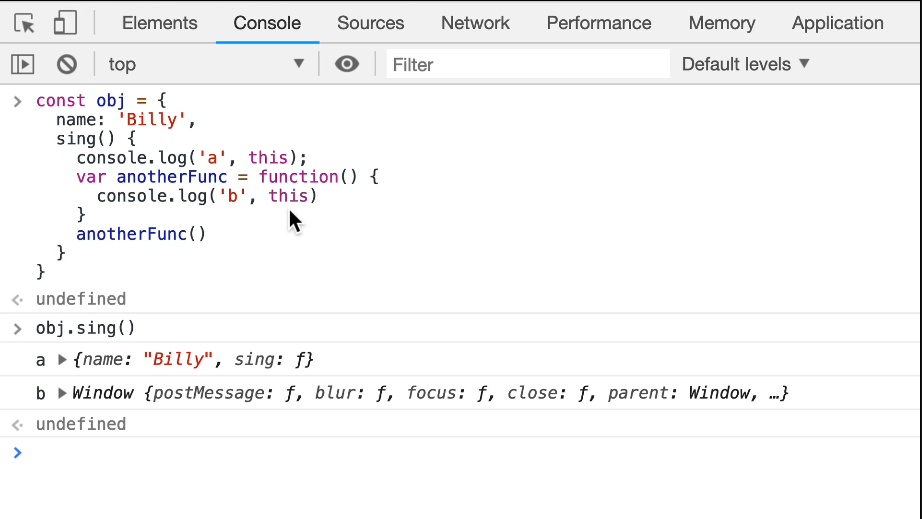 Elements Console Sources Network Performance Memory Application
top ▼ Filter Default levels ▼
> const obj = {
    name: 'Billy',
    sing() {
      console.log('a', this);
      var anotherFunc = function() {
        console.log('b', this)
      }
      anotherFunc()
    }
  }
undefined
> obj.sing()
a ▶{name: "Billy", sing: ƒ}
b ▶Window {postMessage: ƒ, blur: ƒ, focus: ƒ, close: ƒ, parent: Window, …}
undefined
>